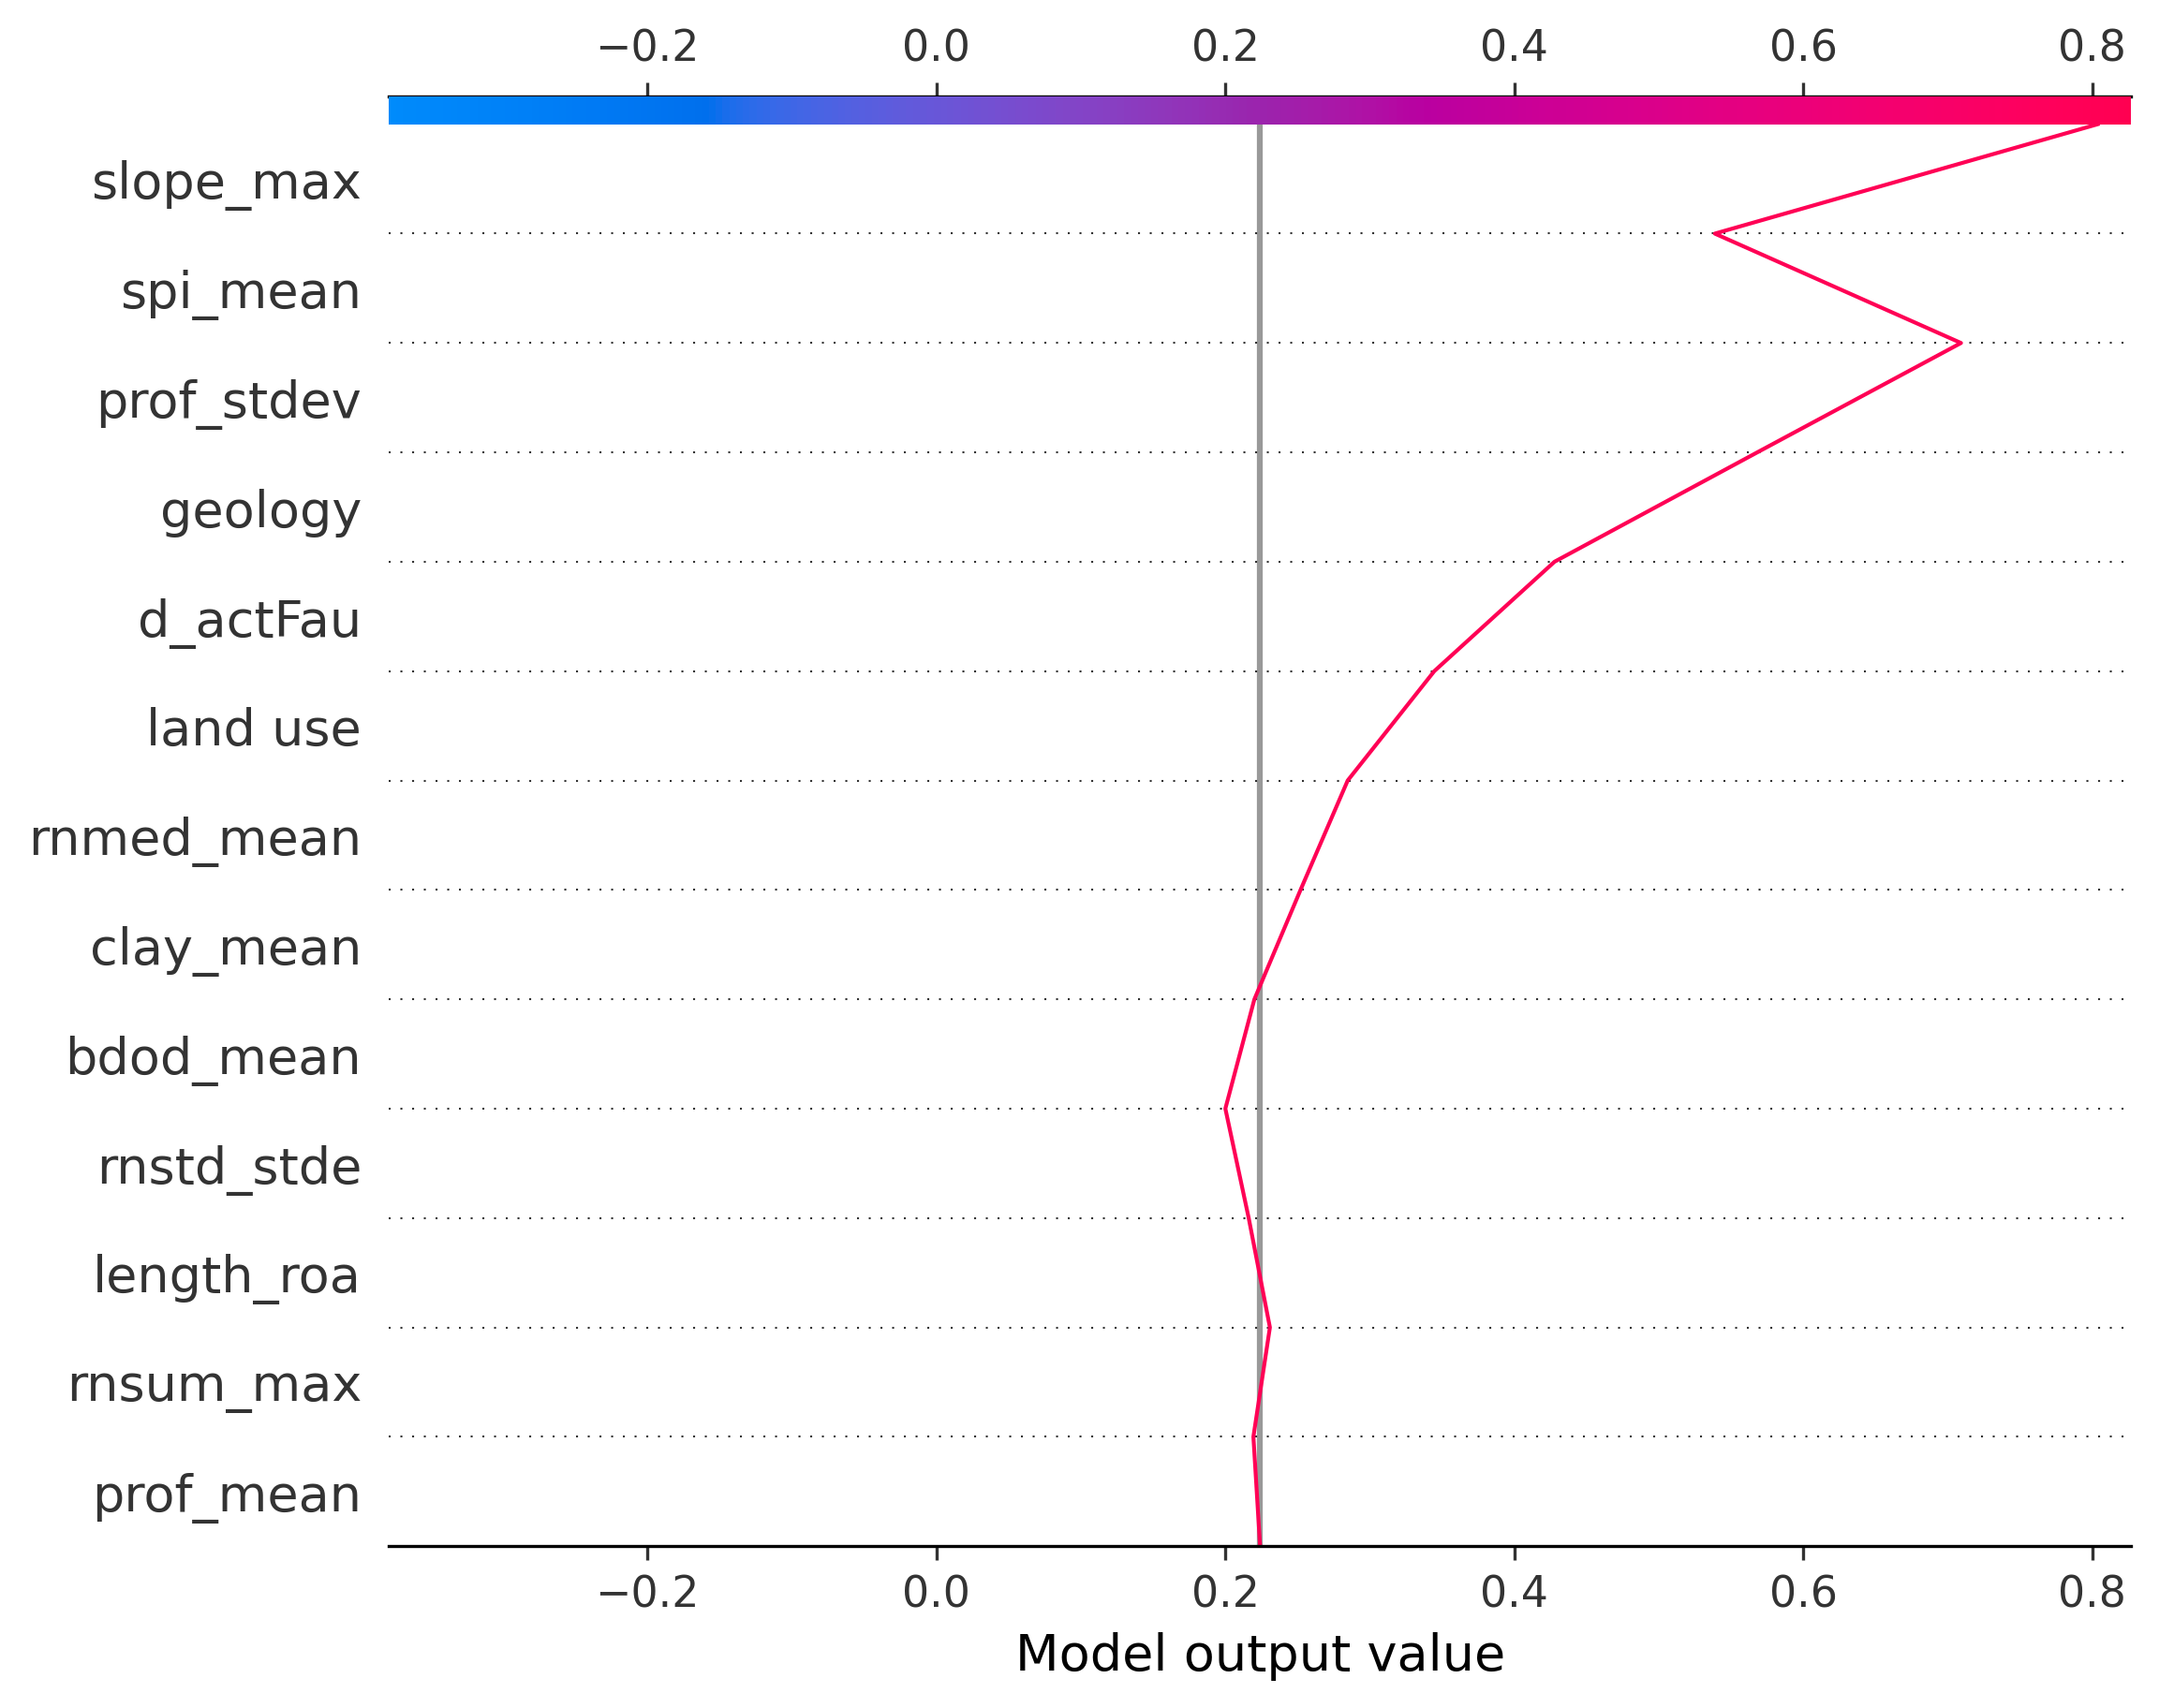 −0.2 0.0 0.2 0.4 0.6 0.8
slope_max
spi_mean
prof_stdev
geology
d_actFau
land use
rnmed_mean
clay_mean
bdod_mean
rnstd_stde
length_roa
rnsum_max
prof_mean
−0.2 0.0 0.2 0.4 0.6 0.8
Model output value